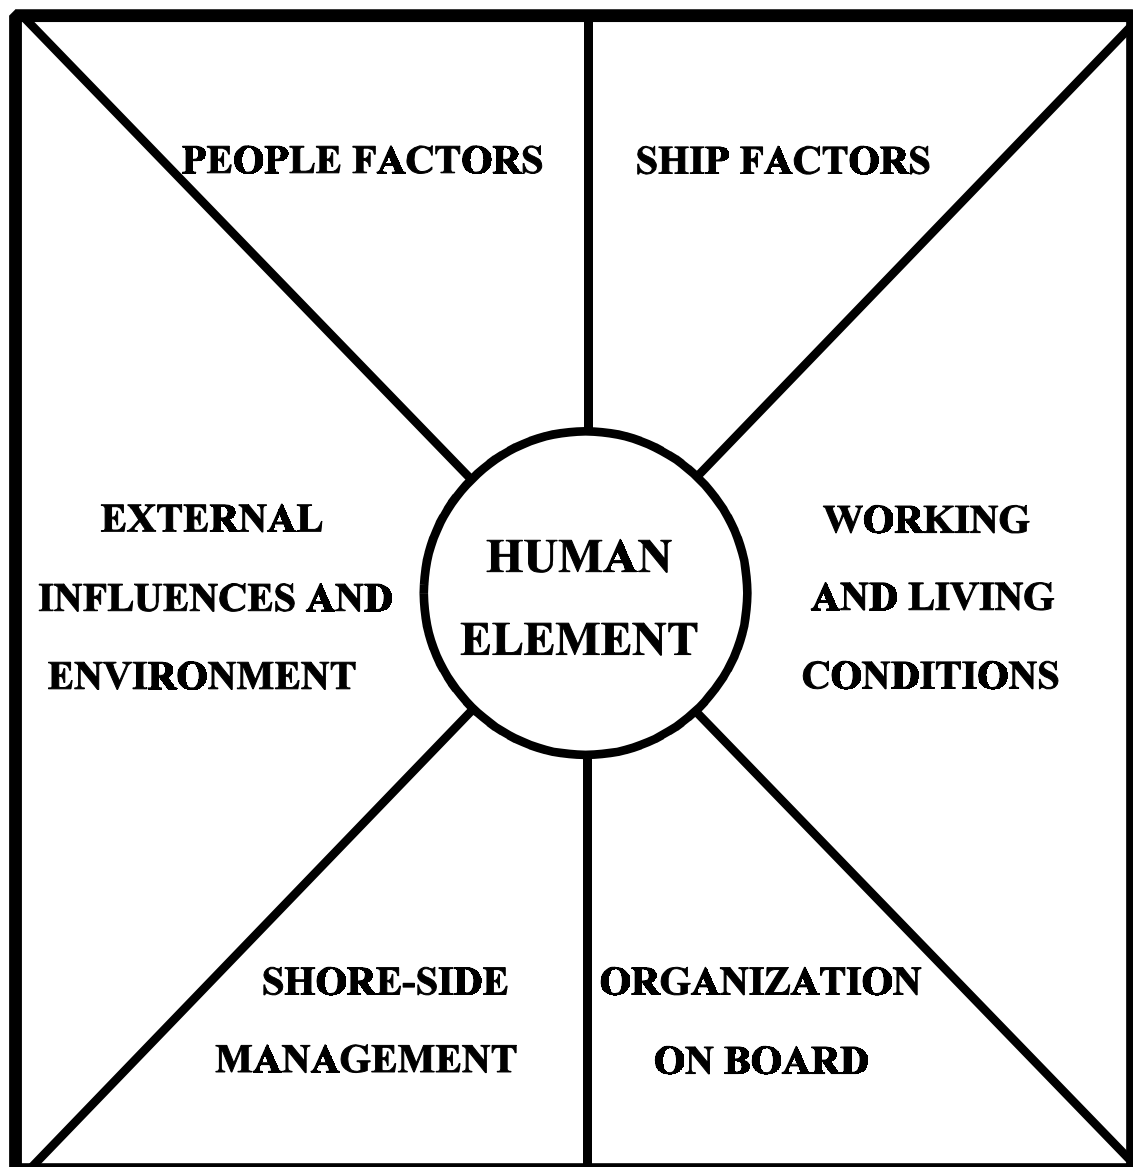 PEOPLE FACTORS
SHIP FACTORS
EXTERNAL
INFLUENCES AND
ENVIRONMENT
HUMAN
ELEMENT
WORKING
AND LIVING
CONDITIONS
SHORE-SIDE
MANAGEMENT
ORGANIZATION
ON BOARD